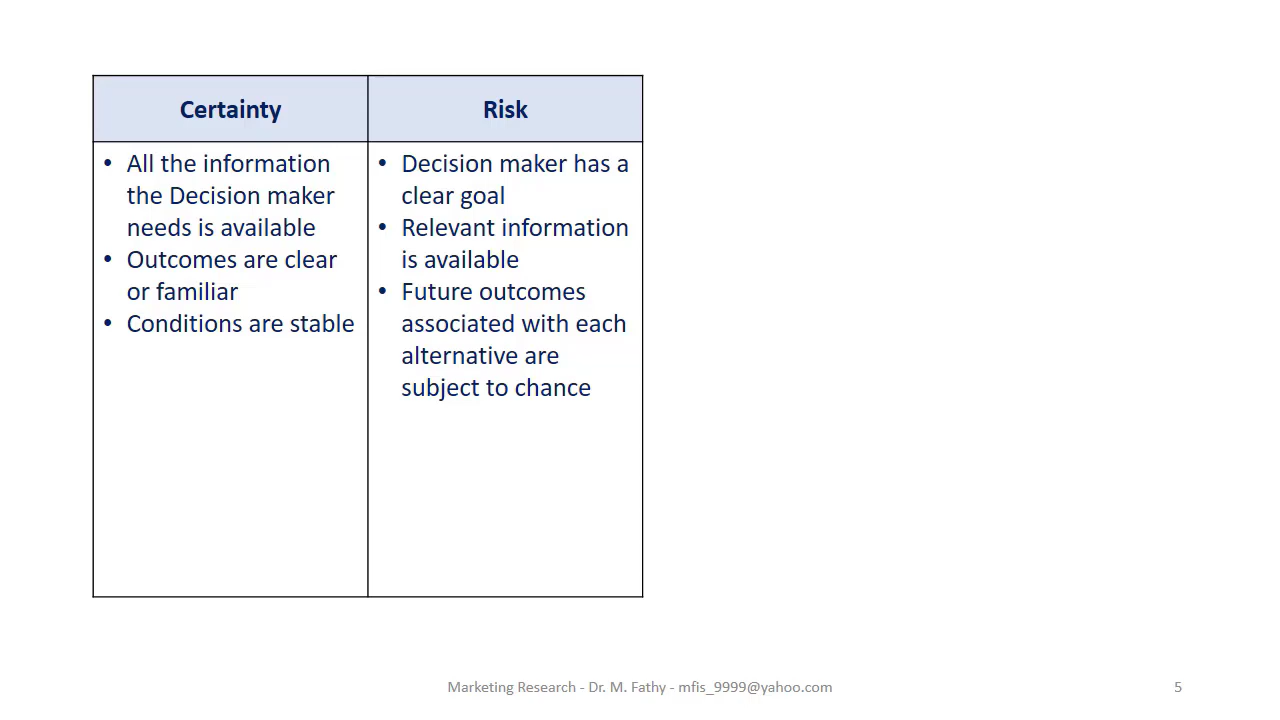 Certainty
Risk
• All the information
the Decision maker
needs is available
• Outcomes are clear
or familiar
• Conditions are stable
• Decision maker has a
clear goal
• Relevant information
is available
• Future outcomes
associated with each
alternative are
subject to chance
Marketing Research - Dr. M. Fathy - mfis_9999@yahoo.com
5